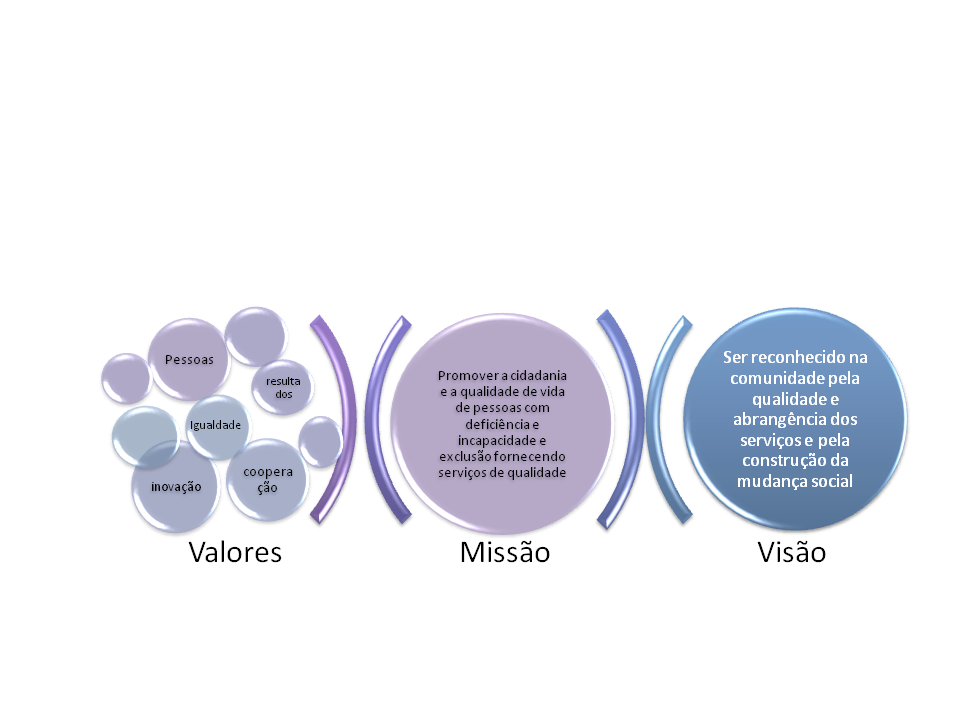 Pessoas
resulta
dos
Igualdade
inovação
coopera
ção
Valores
Promover a cidadania
e a qualidade de vida
de pessoas com
deficiência e
incapacidade e
exclusão fornecendo
serviços de qualidade
Missão
Ser reconhecido na
comunidade pela
qualidade e
abrangência dos
serviços e pela
construção da
mudança social
Visão